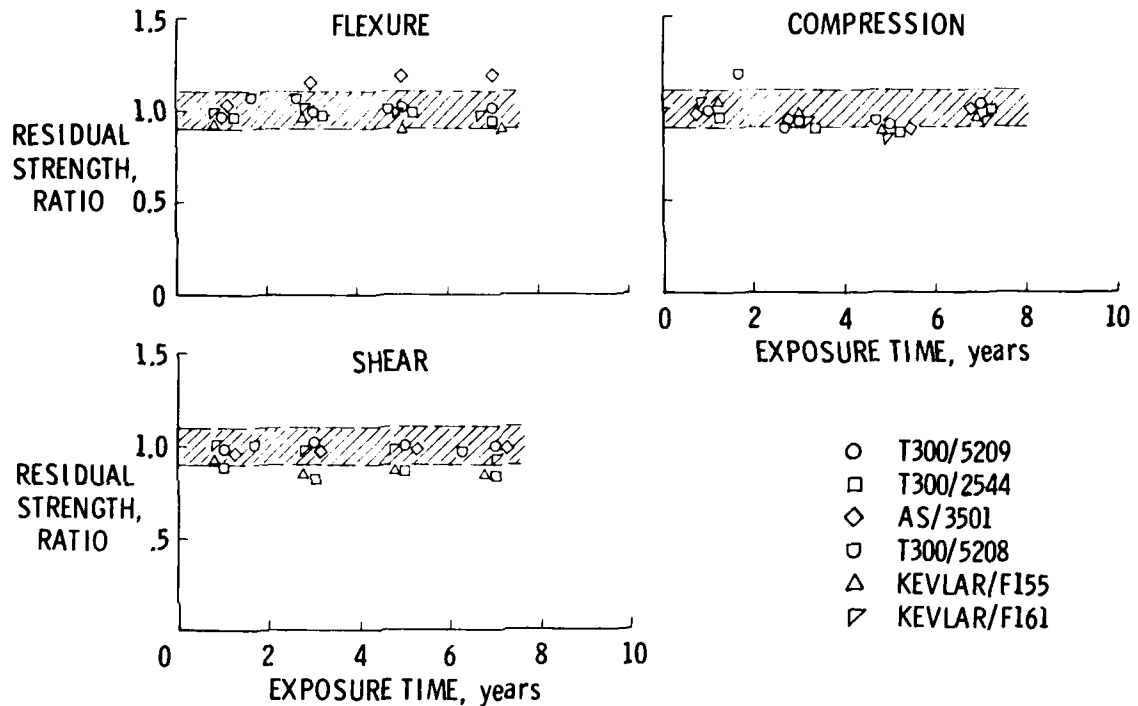 FLEXURE
1.5
1.0
RESIDUAL
STRENGTH,
RATIO 0.5
0
COMPRESSION
0 2 4 6 8 10
EXPOSURE TIME, years
SHEAR
1.5
1.0
RESIDUAL
STRENGTH,
RATIO .5
0 2 4 6 8 10
EXPOSURE TIME, years
T300/5209
T300/2544
AS/3501
T300/5208
KEVLAR/F155
KEVLAR/F161